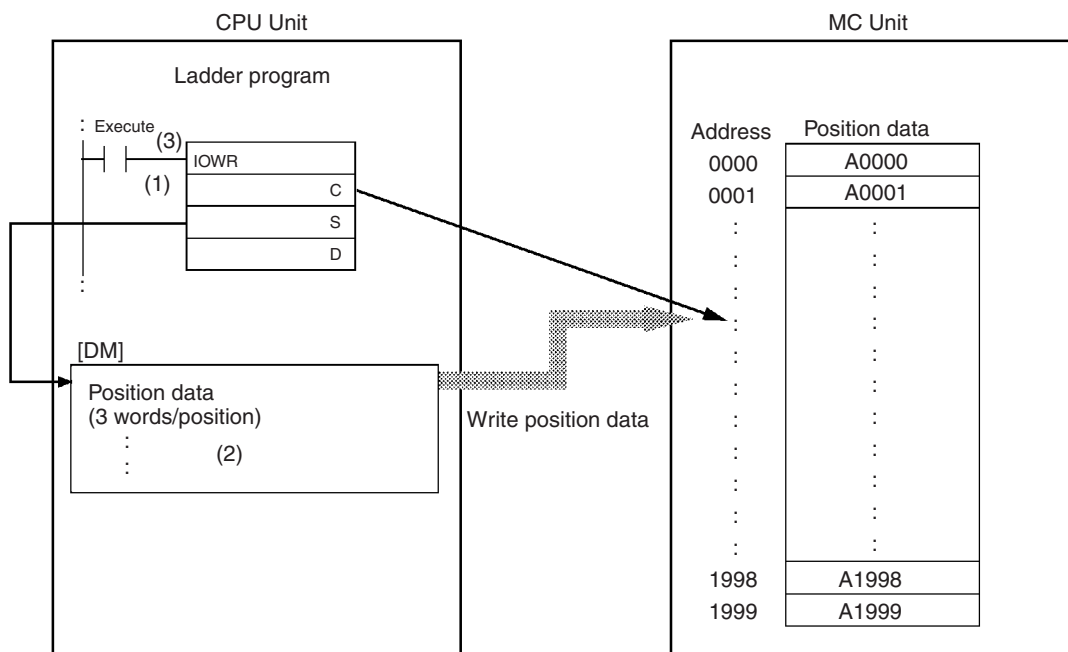 CPU Unit
MC Unit
Ladder program
Execute
(3)
IOWR
(1)
C
S
D
[DM]
Position data
(3 words/position)
(2)
Write position data
Address Position data
0000 A0000
0001 A0001
1998 A1998
1999 A1999